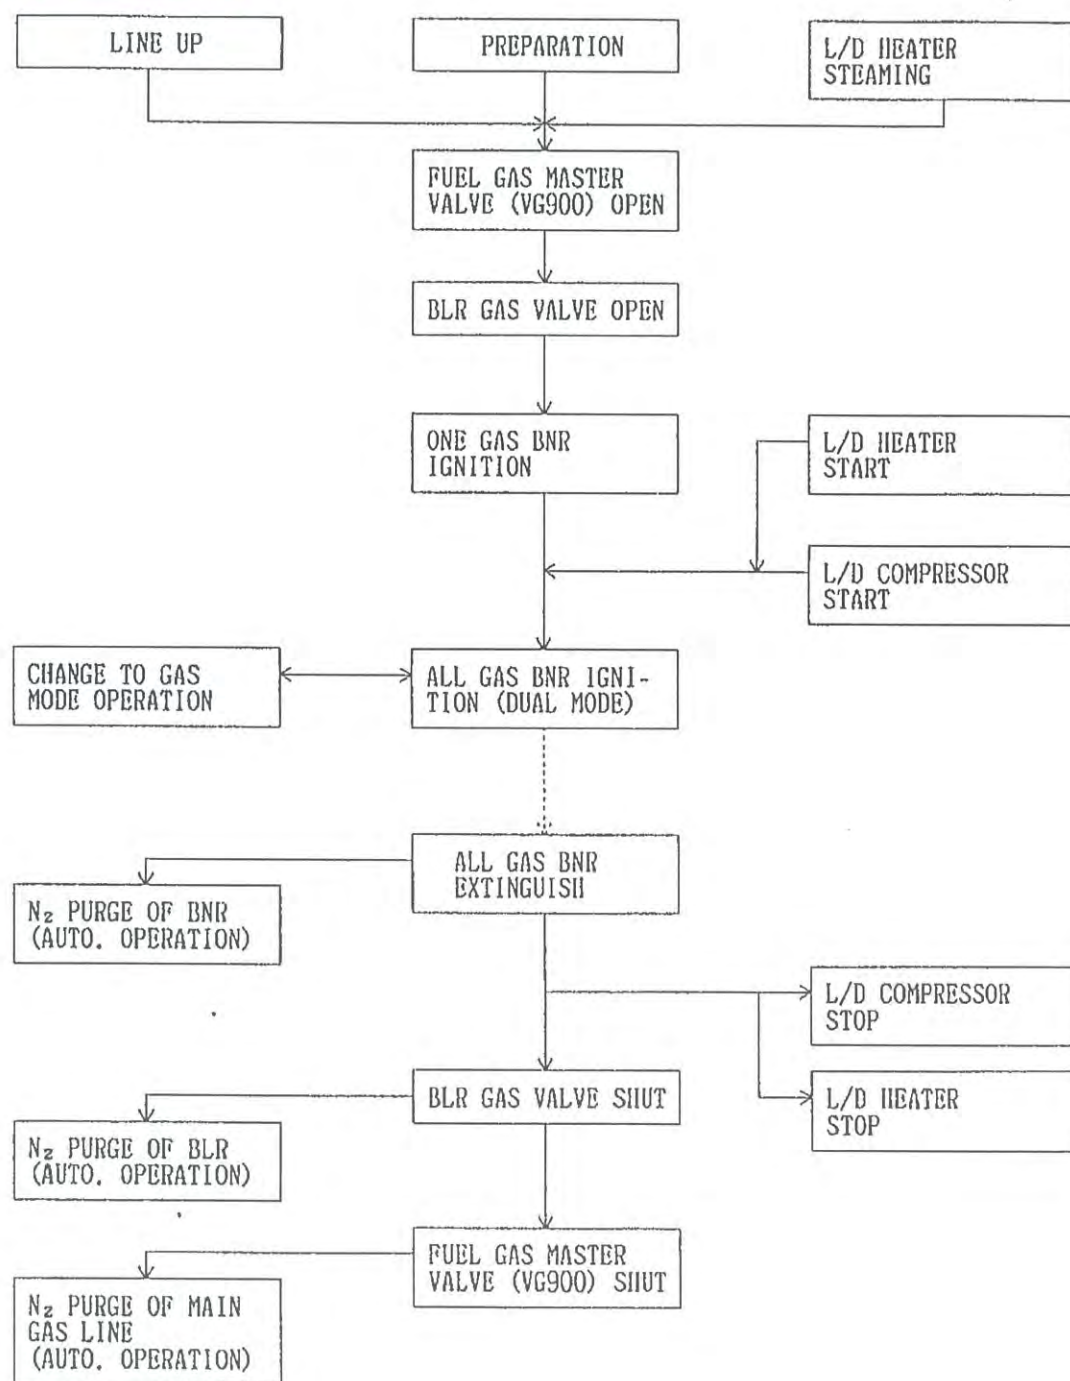 LINE UP
PREPARATION
L/D HEATER
STEAMING
FUEL GAS MASTER
VALVE (VG900) OPEN
BLR GAS VALVE OPEN
ONE GAS BNR
IGNITION
L/D HEATER
START
L/D COMPRESSOR
START
CHANGE TO GAS
MODE OPERATION
ALL GAS BNR IGNI-
TION (DUAL MODE)
ALL GAS BNR
EXTINGUISH
N₂ PURGE OF BNR
(AUTO. OPERATION)
L/D COMPRESSOR
STOP
BLR GAS VALVE SHUT
L/D HEATER
STOP
N₂ PURGE OF BLR
(AUTO. OPERATION)
FUEL GAS MASTER
VALVE (VG900) SHUT
N₂ PURGE OF MAIN
GAS LINE
(AUTO. OPERATION)